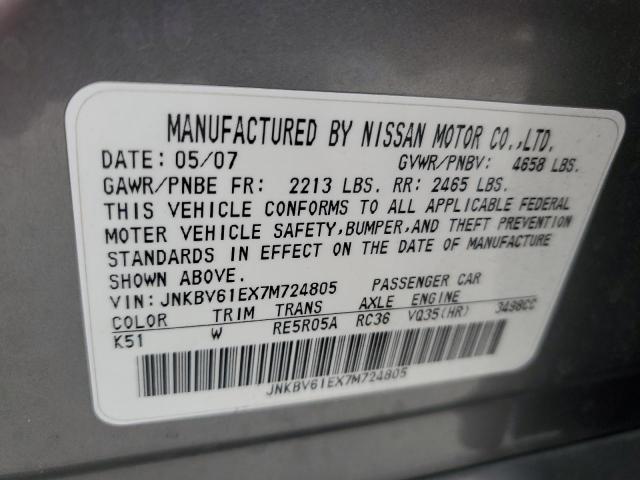 MANUFACTURED BY NISSAN MOTOR CO.,LTD.
DATE: 05/07 GVWR/PNBV: 4658 LBS.
GAWR/PNBE FR: 2213 LBS. RR: 2465 LBS.
THIS VEHICLE CONFORMS TO ALL APPLICABLE FEDERAL
MOTOR VEHICLE SAFETY,BUMPER,AND THEFT PREVENTION
STANDARDS IN EFFECT ON THE DATE OF MANUFACTURE
SHOWN ABOVE.
VIN: JNKBV61EX7M724805 PASSENGER CAR
COLOR TRIM TRANS AXLE ENGINE
K51 W RE5R05A RC36 VQ35(HR) 3498CC
JNKBV61EX7M724805